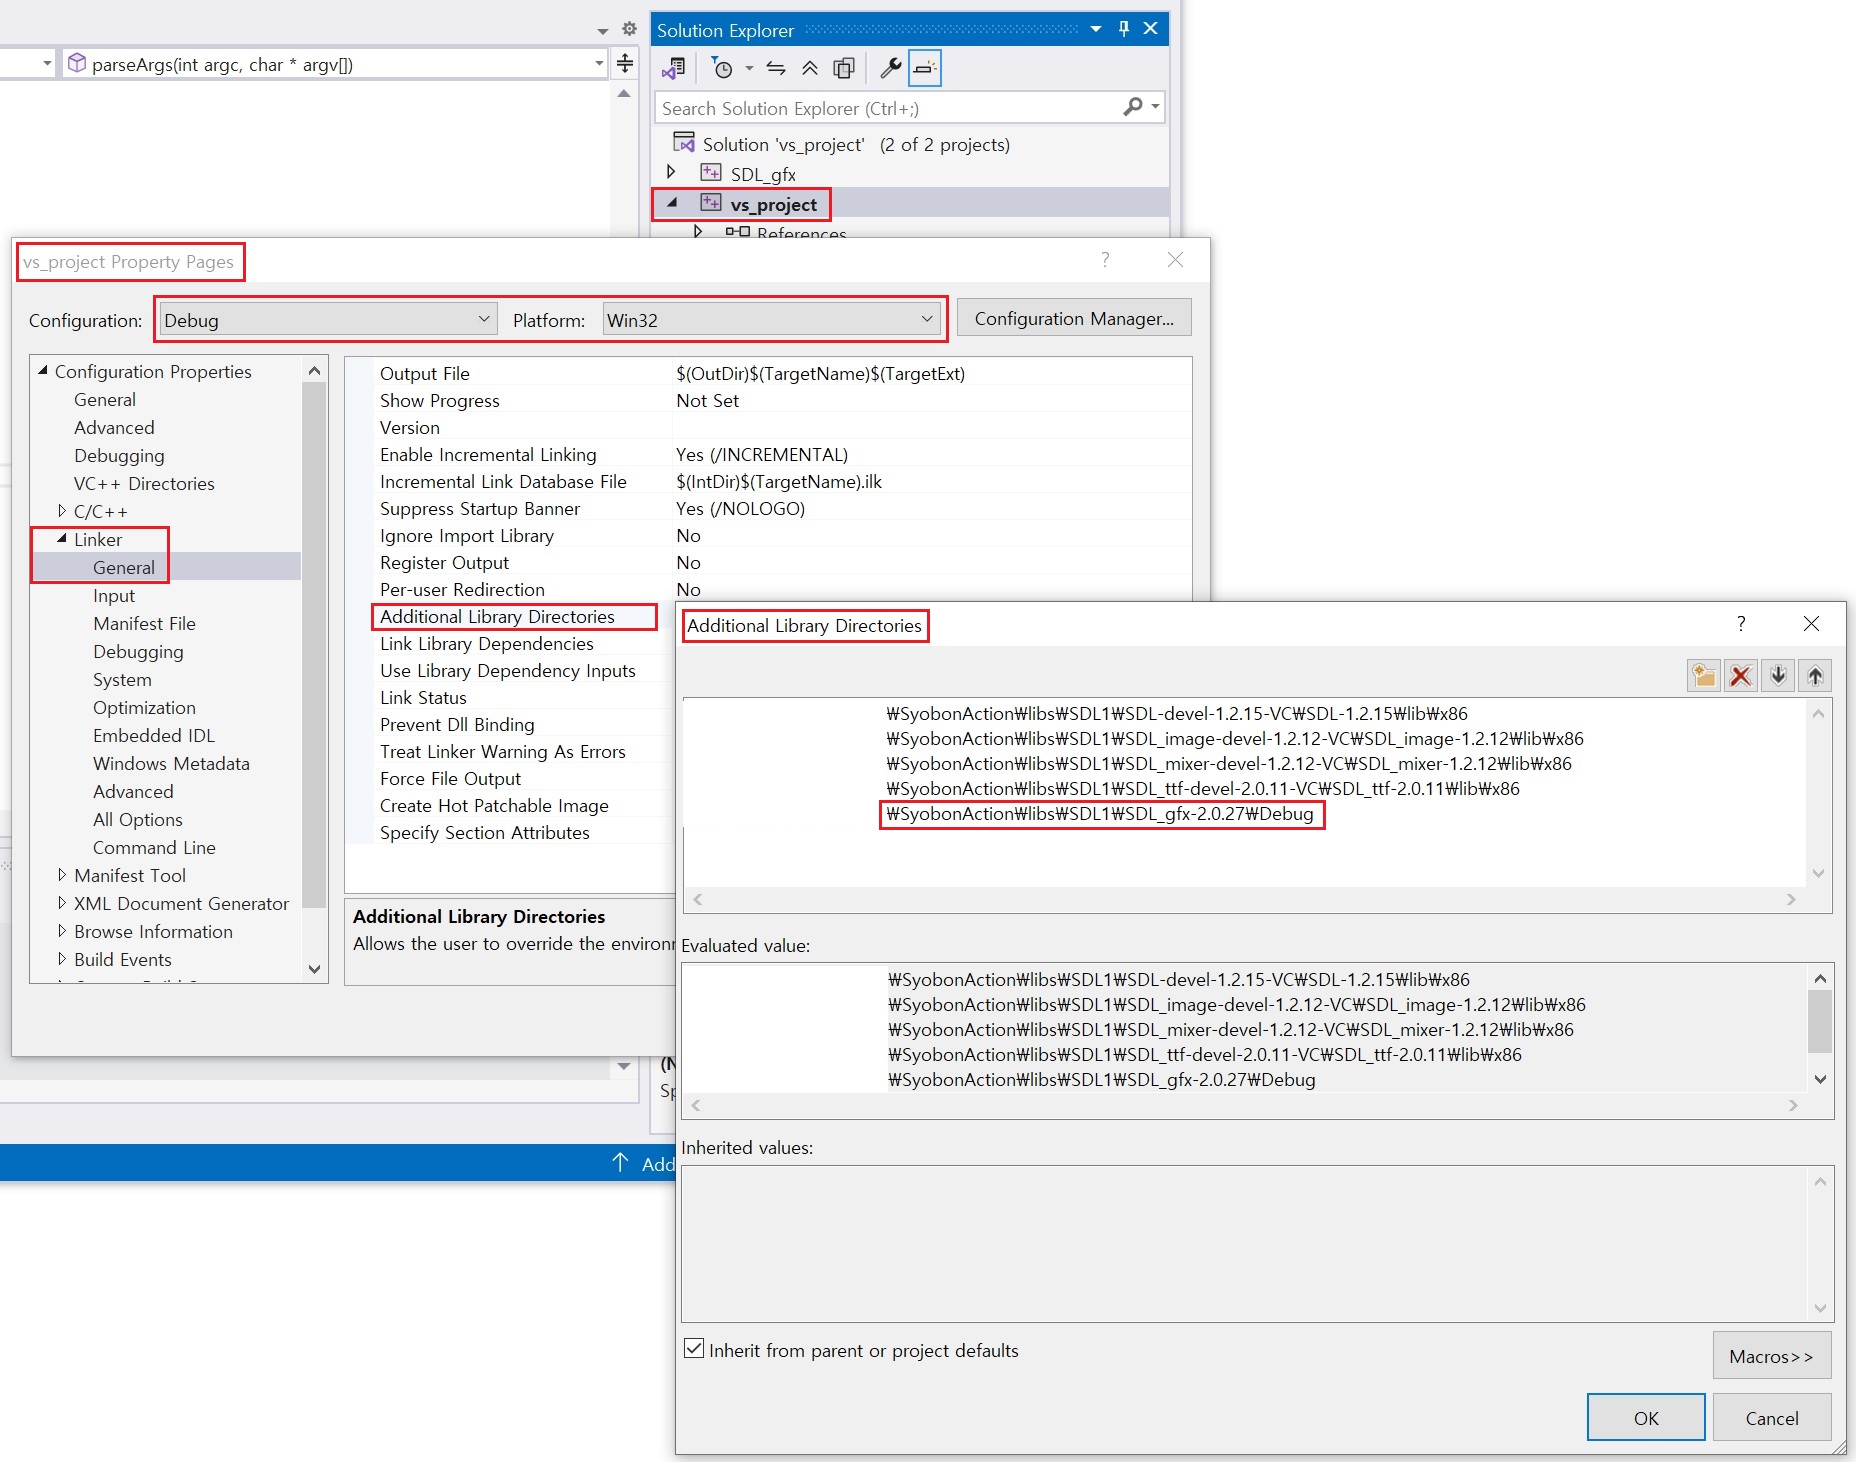 parseArgs(int argc, char * argv[])
Solution Explorer
Search Solution Explorer (Ctrl+;)
Solution 'vs_project' (2 of 2 projects)
SDL_gfx
vs_project
References
vs_project Property Pages
?
Configuration: Debug Platform: Win32 Configuration Manager...
Configuration Properties
General
Advanced
Debugging
VC++ Directories
C/C++
Linker
General
Input
Manifest File
Debugging
System
Optimization
Embedded IDL
Windows Metadata
Advanced
All Options
Command Line
Manifest Tool
XML Document Generator
Browse Information
Build Events
Output File $(OutDir)$(TargetName)$(TargetExt)
Show Progress Not Set
Version
Enable Incremental Linking Yes (/INCREMENTAL)
Incremental Link Database File $(IntDir)$(TargetName).ilk
Suppress Startup Banner Yes (/NOLOGO)
Ignore Import Library No
Register Output No
Per-user Redirection No
Additional Library Directories
Link Library Dependencies
Use Library Dependency Inputs
Link Status
Prevent Dll Binding
Treat Linker Warning As Errors
Force File Output
Create Hot Patchable Image
Specify Section Attributes
Additional Library Directories
Allows the user to override the environ
Additional Library Directories
?
₩SyobonAction₩libs₩SDL1₩SDL-devel-1.2.15-VC₩SDL-1.2.15₩lib₩x86
₩SyobonAction₩libs₩SDL1₩SDL_image-devel-1.2.12-VC₩SDL_image-1.2.12₩lib₩x86
₩SyobonAction₩libs₩SDL1₩SDL_mixer-devel-1.2.12-VC₩SDL_mixer-1.2.12₩lib₩x86
₩SyobonAction₩libs₩SDL1₩SDL_ttf-devel-2.0.11-VC₩SDL_ttf-2.0.11₩lib₩x86
₩SyobonAction₩libs₩SDL1₩SDL_gfx-2.0.27₩Debug
Evaluated value:
₩SyobonAction₩libs₩SDL1₩SDL-devel-1.2.15-VC₩SDL-1.2.15₩lib₩x86
₩SyobonAction₩libs₩SDL1₩SDL_image-devel-1.2.12-VC₩SDL_image-1.2.12₩lib₩x86
₩SyobonAction₩libs₩SDL1₩SDL_mixer-devel-1.2.12-VC₩SDL_mixer-1.2.12₩lib₩x86
₩SyobonAction₩libs₩SDL1₩SDL_ttf-devel-2.0.11-VC₩SDL_ttf-2.0.11₩lib₩x86
₩SyobonAction₩libs₩SDL1₩SDL_gfx-2.0.27₩Debug
Inherited values:
Inherit from parent or project defaults
Macros>>
OK Cancel
(N
Sp
Add